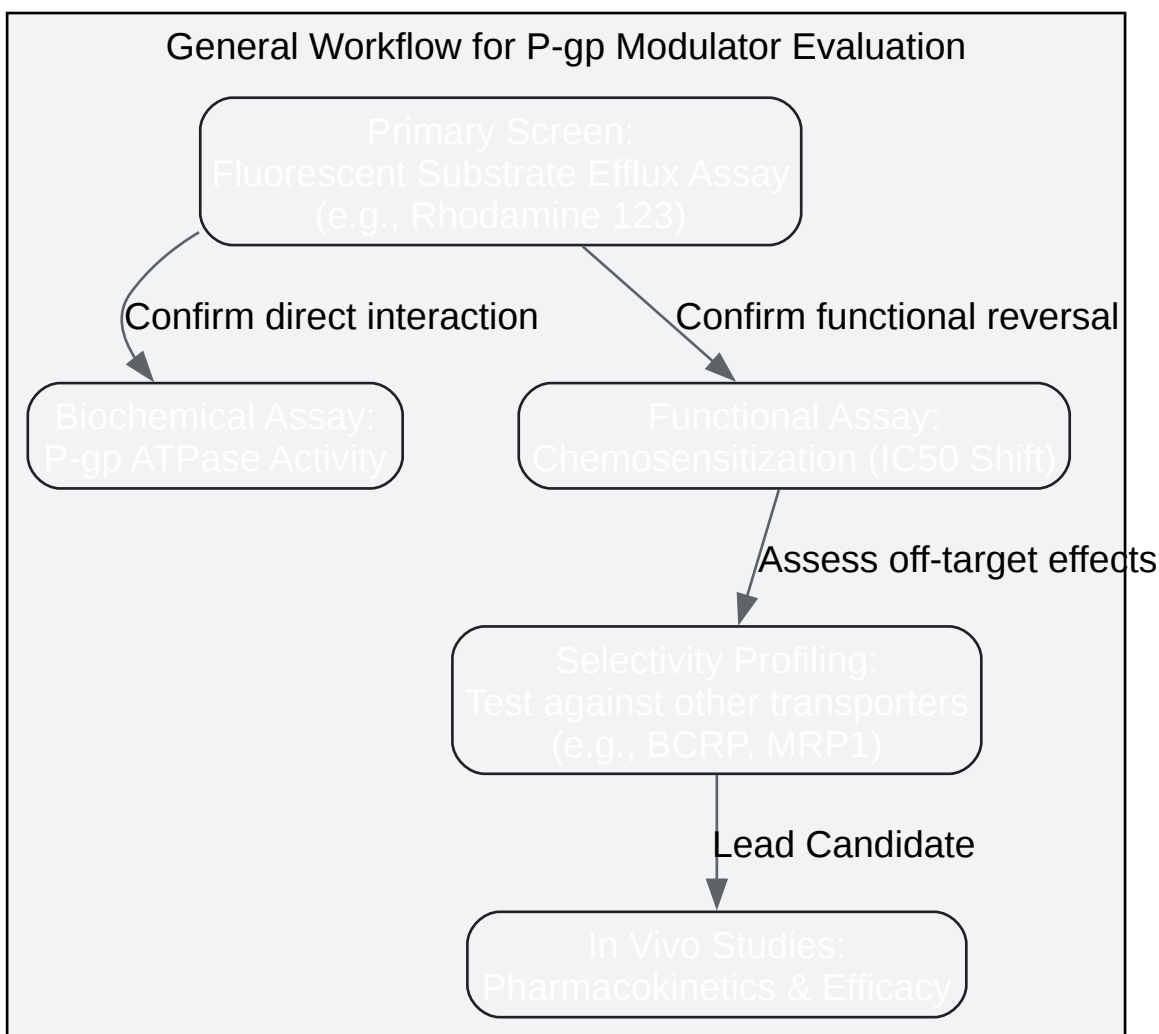 General Workflow for P-gp Modulator Evaluation
Primary Screen:
Fluorescent Substrate Efflux Assay
(e.g., Rhodamine 123)
Confirm direct interaction
Confirm functional reversal
Biochemical Assay:
P-gp ATPase Activity
Functional Assay:
Chemosensitization (IC50 Shift)
Assess off-target effects
Selectivity Profiling:
Test against other transporters
(e.g., BCRP, MRP1)
Lead Candidate
In Vivo Studies:
Pharmacokinetics & Efficacy